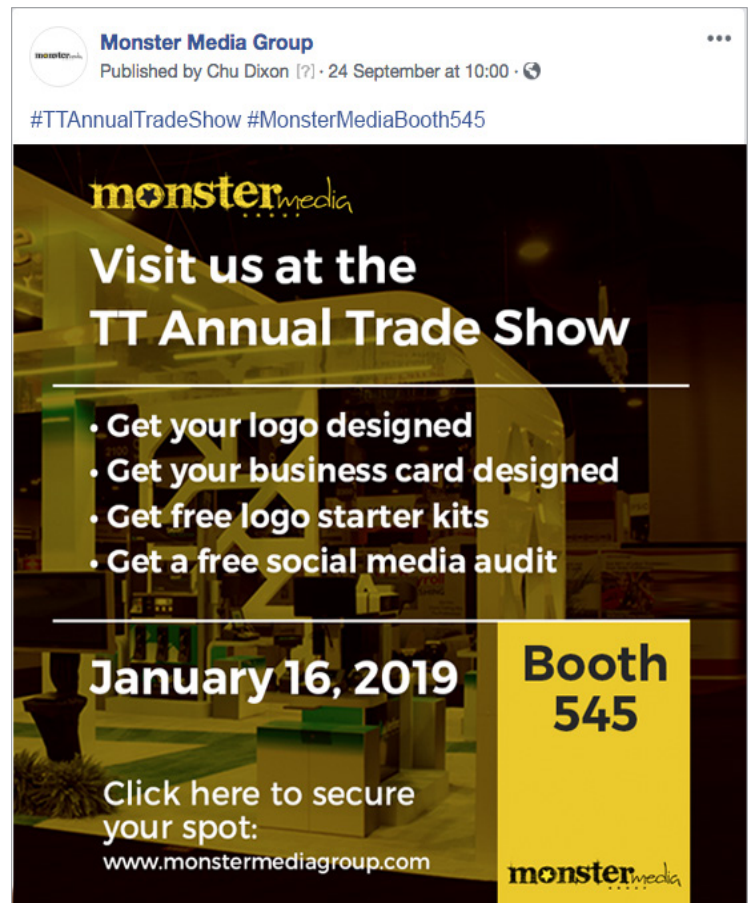 monstermedia
Monster Media Group
Published by Chu Dixon [?] · 24 September at 10:00 ·
#TTAnnualTradeShow #MonsterMediaBooth545
monstermedia
GROUP
Visit us at the
TT Annual Trade Show
• Get your logo designed
• Get your business card designed
• Get free logo starter kits
• Get a free social media audit
January 16, 2019
Booth
545
Click here to secure
your spot:
www.monstermediagroup.com
monstermedia
GROUP